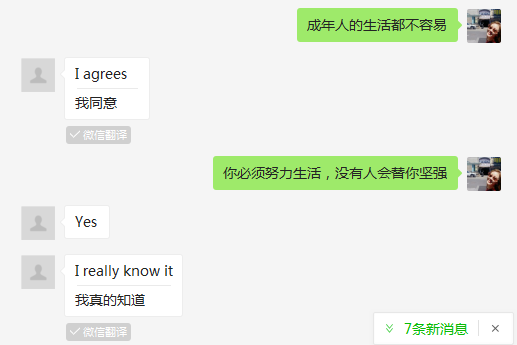 成年人的生活都不容易
I agrees
我同意
微信翻译
你必须努力生活，没有人会替你坚强
Yes
I really know it
我真的知道
微信翻译
7条新消息